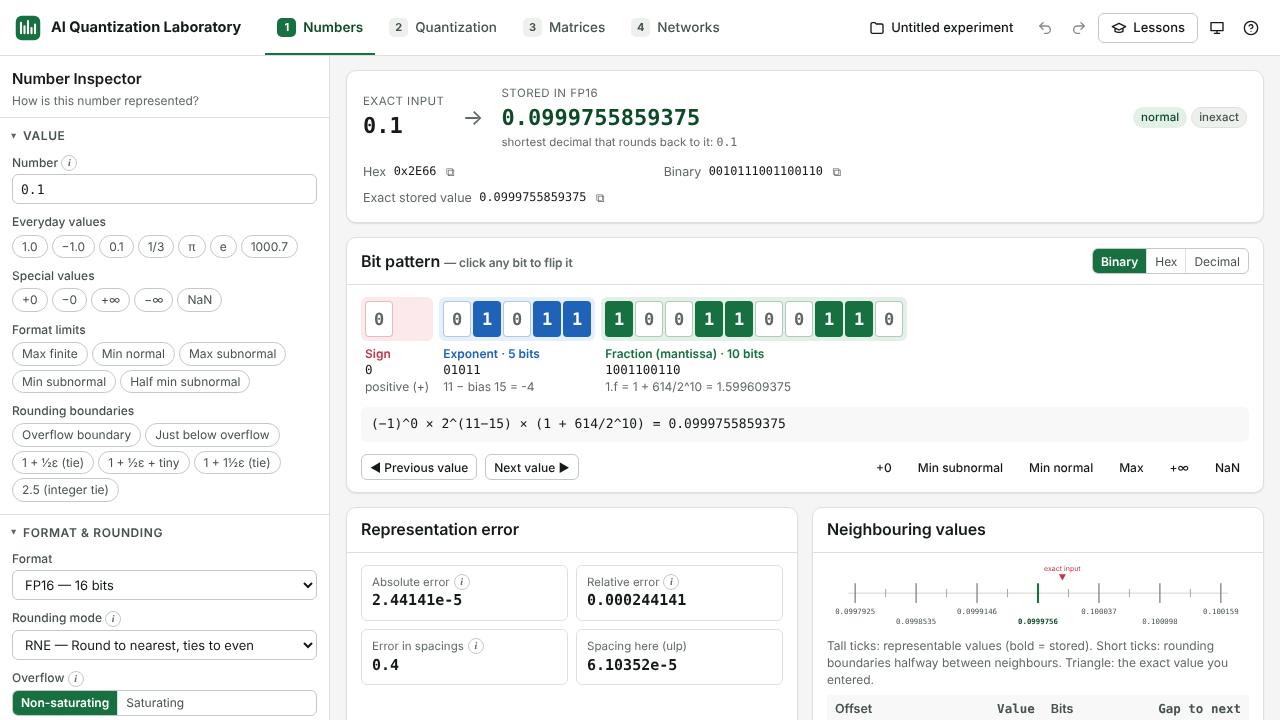 AI Quantization Laboratory
1 Numbers
2 Quantization
3 Matrices
4 Networks
Untitled experiment
Lessons
Number Inspector
How is this number represented?
VALUE
Number i
0.1
Everyday values
1.0 −1.0 0.1 1/3 π e 1000.7
Special values
+0 −0 +∞ −∞ NaN
Format limits
Max finite Min normal Max subnormal
Min subnormal Half min subnormal
Rounding boundaries
Overflow boundary Just below overflow
1 + ½ε (tie) 1 + ½ε + tiny 1 + 1½ε (tie)
2.5 (integer tie)
FORMAT & ROUNDING
Format
FP16 — 16 bits
Rounding mode i
RNE — Round to nearest, ties to even
Overflow i
Non-saturating Saturating
EXACT INPUT
0.1
→
STORED IN FP16
0.0999755859375
shortest decimal that rounds back to it: 0.1
normal inexact
Hex 0x2E66
Binary 0010111001100110
Exact stored value 0.0999755859375
Bit pattern — click any bit to flip it
Binary Hex Decimal
0 0 1 0 1 1 1 0 0 1 1 0 0 1 1 0
Sign
0
positive (+)
Exponent · 5 bits
01011
11 − bias 15 = -4
Fraction (mantissa) · 10 bits
1001100110
1.f = 1 + 614/2^10 = 1.599609375
(−1)^0 × 2^(11−15) × (1 + 614/2^10) = 0.0999755859375
◀ Previous value Next value ▶
+0 Min subnormal Min normal Max +∞ NaN
Representation error
Absolute error i
2.44141e-5
Relative error i
0.000244141
Error in spacings i
0.4
Spacing here (ulp)
6.10352e-5
Neighbouring values
exact input
0.0997925 0.0999146 0.100037 0.100159
0.0998535 0.0999756 0.100098
Tall ticks: representable values (bold = stored). Short ticks: rounding
boundaries halfway between neighbours. Triangle: the exact value you
entered.
Offset Value Bits Gap to next